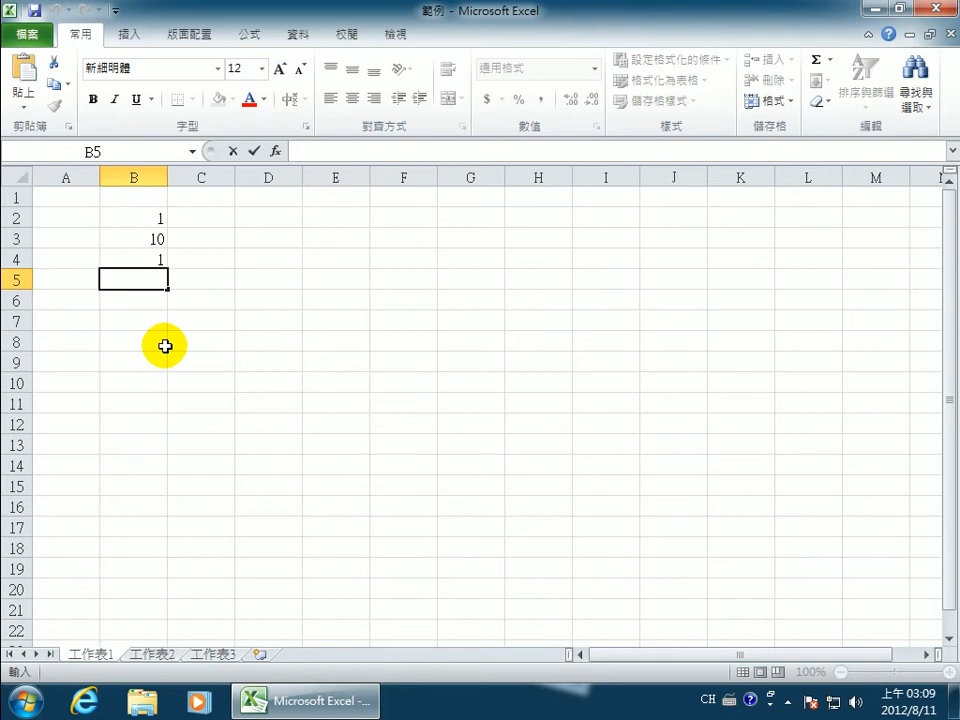 範例 - Microsoft Excel
檔案 常用 插入 版面配置 公式 資料 校閱 檢視
貼上 新細明體 12 通用格式 設定格式化的條件 插入 Σ
格式化為表格 刪除 排序與篩選 尋找與選取
B I U A 中 $ % , .00 .0 儲存格樣式 格式
剪貼簿 字型 對齊方式 數值 樣式 儲存格 編輯
B5 fx
A B C D E F G H I J K L M N
1
2 1
3 10
4 1
5
6
7
8
9
10
11
12
13
14
15
16
17
18
19
20
21
22
工作表1 工作表2 工作表3
輸入 100%
Microsoft Excel -... CH 上午 03:09
2012/8/11